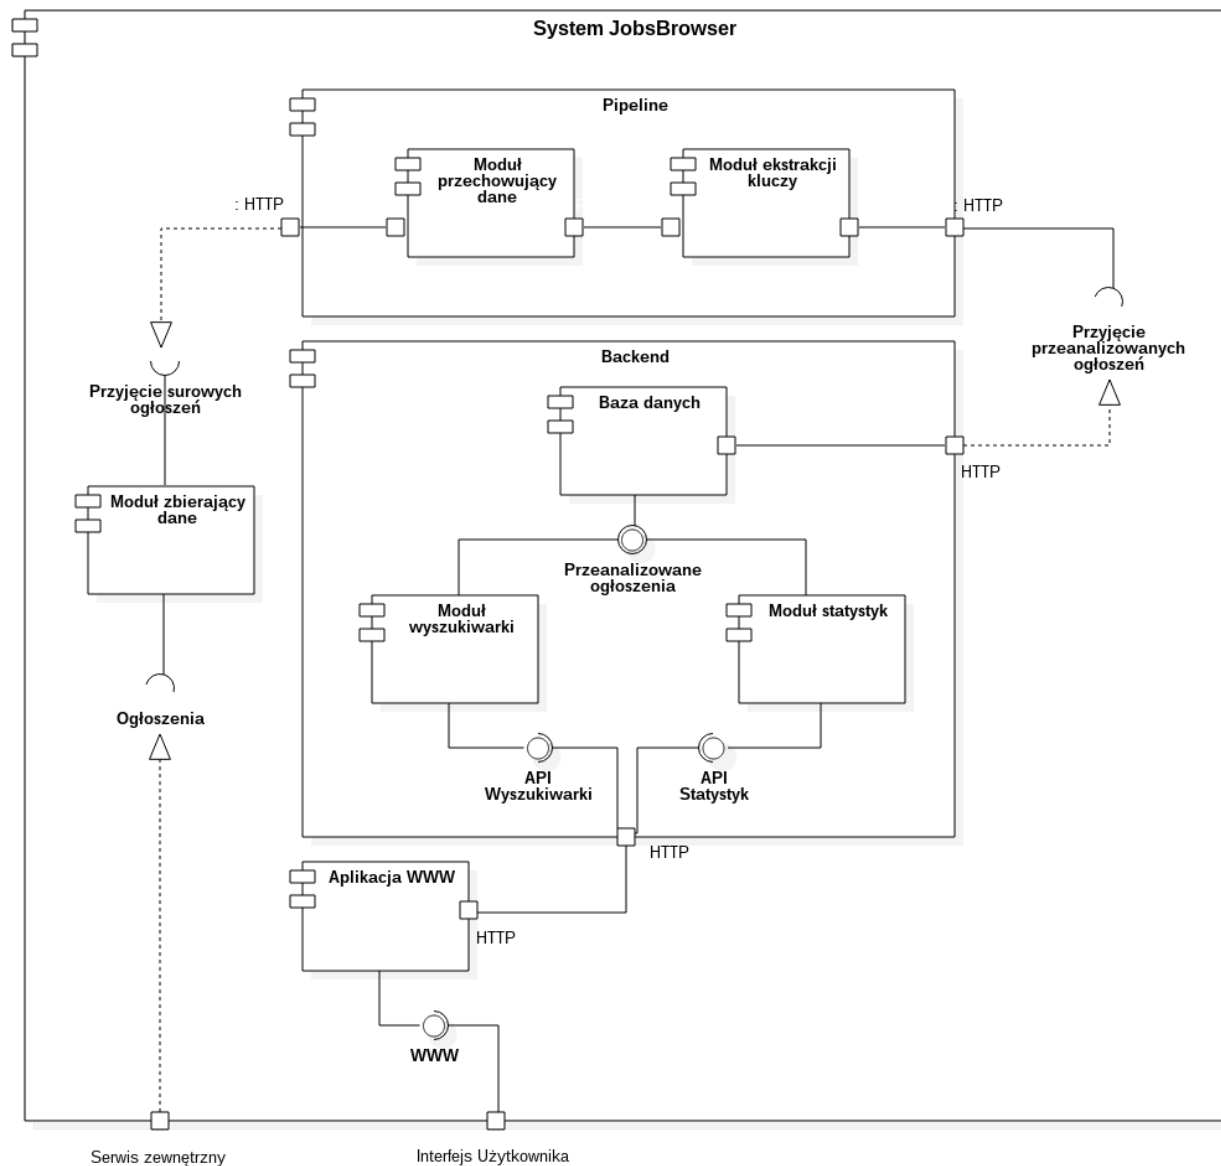 System JobsBrowser
Pipeline
Moduł
przechowujący
dane
Moduł ekstrakcji
kluczy
: HTTP
: HTTP
Przyjęcie
przeanalizowanych
ogłoszeń
Backend
Przyjęcie surowych
ogłoszeń
Baza danych
HTTP
Moduł zbierający
dane
Przeanalizowane
ogłoszenia
Moduł
wyszukiwarki
Moduł statystyk
Ogłoszenia
API
Wyszukiwarki
API
Statystyk
HTTP
Aplikacja WWW
HTTP
WWW
Serwis zewnętrzny
Interfejs Użytkownika